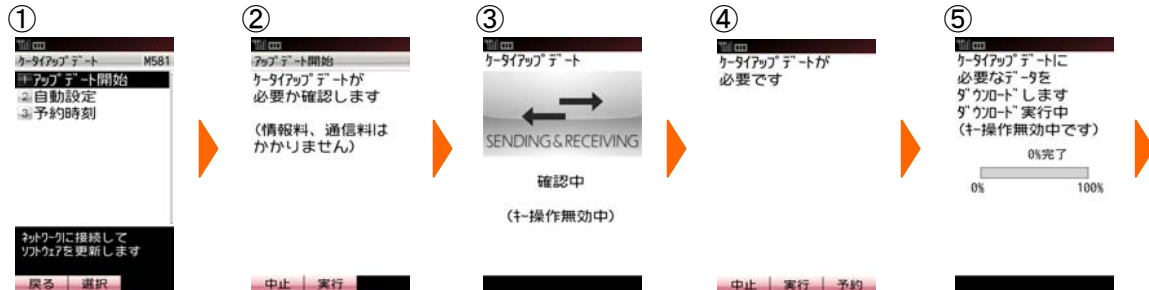 ①
ケータイアップデート M581
1アップデート開始
2自動設定
3予約時刻
ネットワークに接続して
ソフトウェアを更新します
戻る 選択
②
アップデート開始
ケータイアップデートが
必要か確認します
(情報料、通信料は
かかりません)
中止 実行
③
ケータイアップデート
SENDING & RECEIVING
確認中
(キー操作無効中)
④
ケータイアップデートが
必要です
中止 実行 予約
⑤
ケータイアップデートに
必要なデータを
ダウンロードします
ダウンロード実行中
(キー操作無効中です)
0%完了
0% 100%